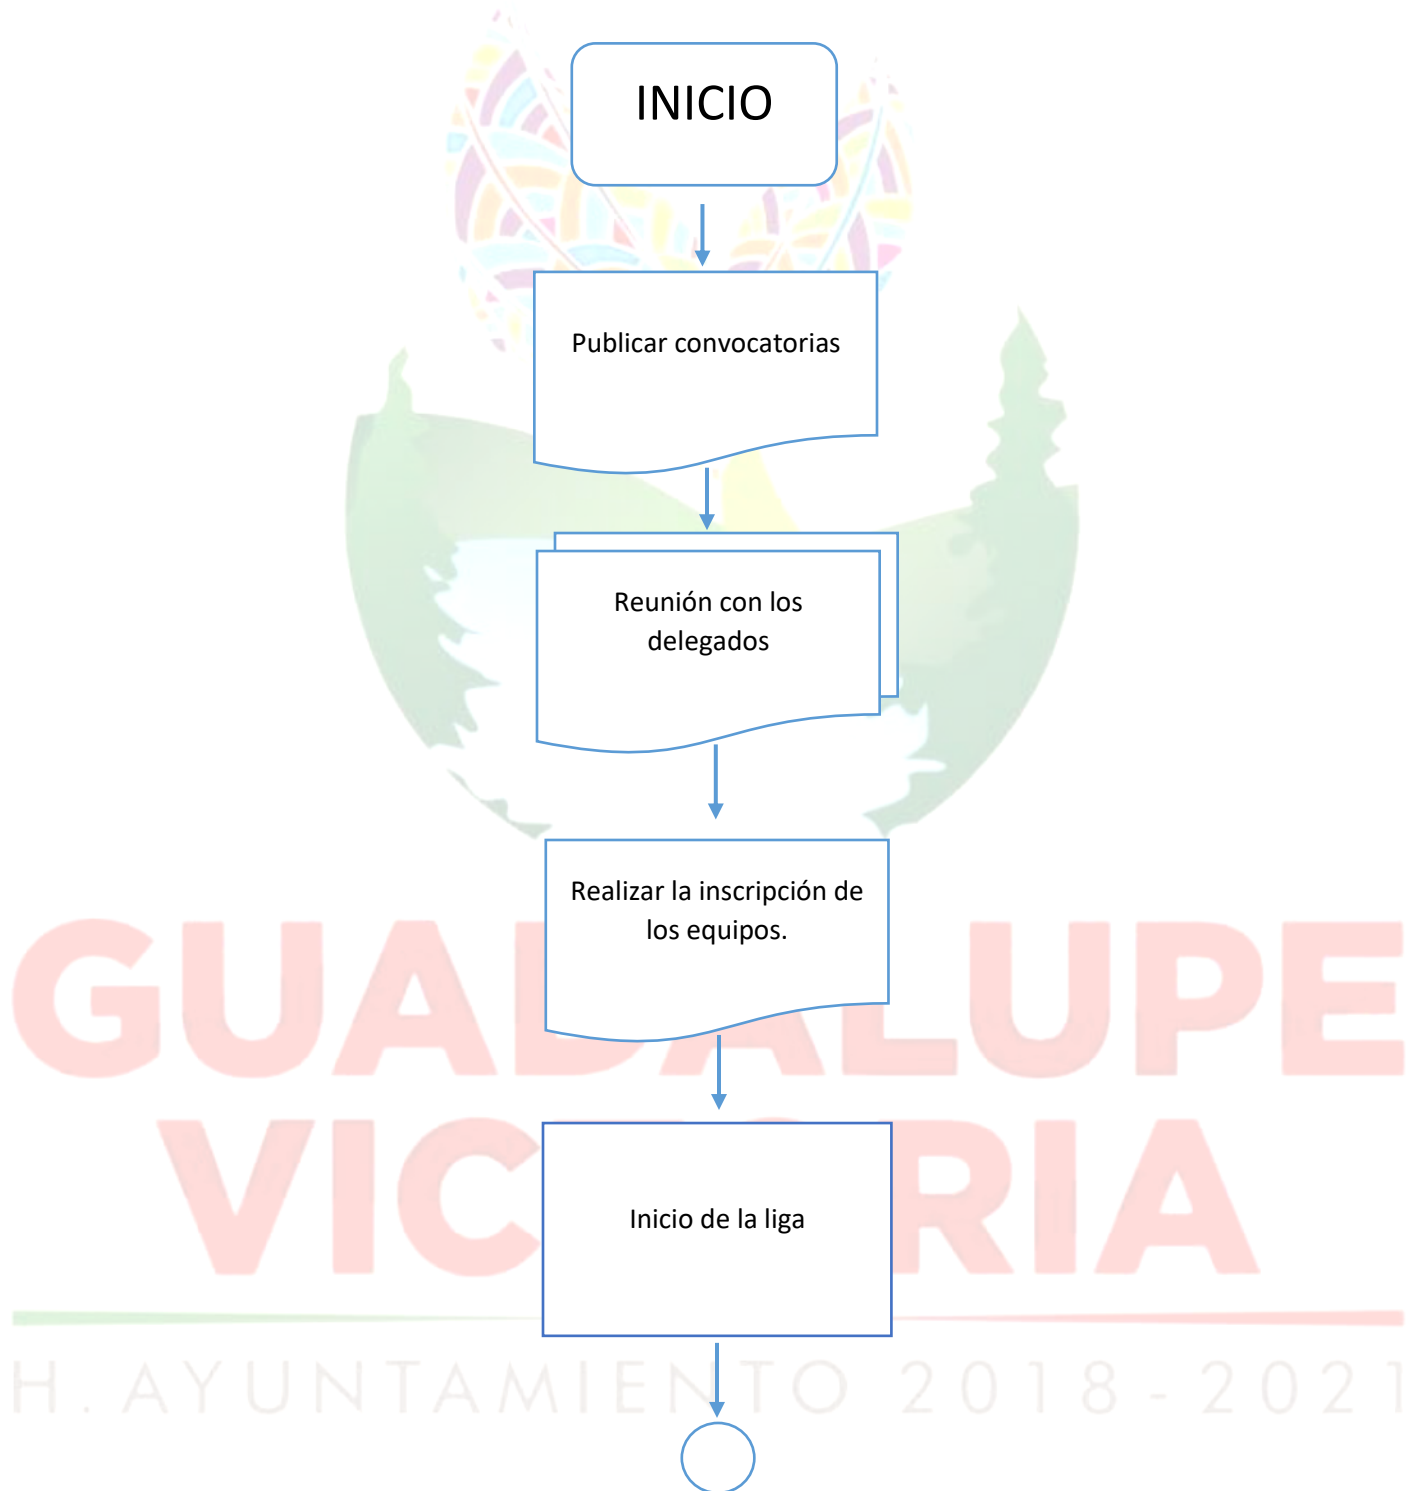 INICIO
Publicar convocatorias
Reunión con los
delegados
Realizar la inscripción de
los equipos.
Inicio de la liga
GUADALUPE
VICTORIA
H. AYUNTAMIENTO 2018 - 2021